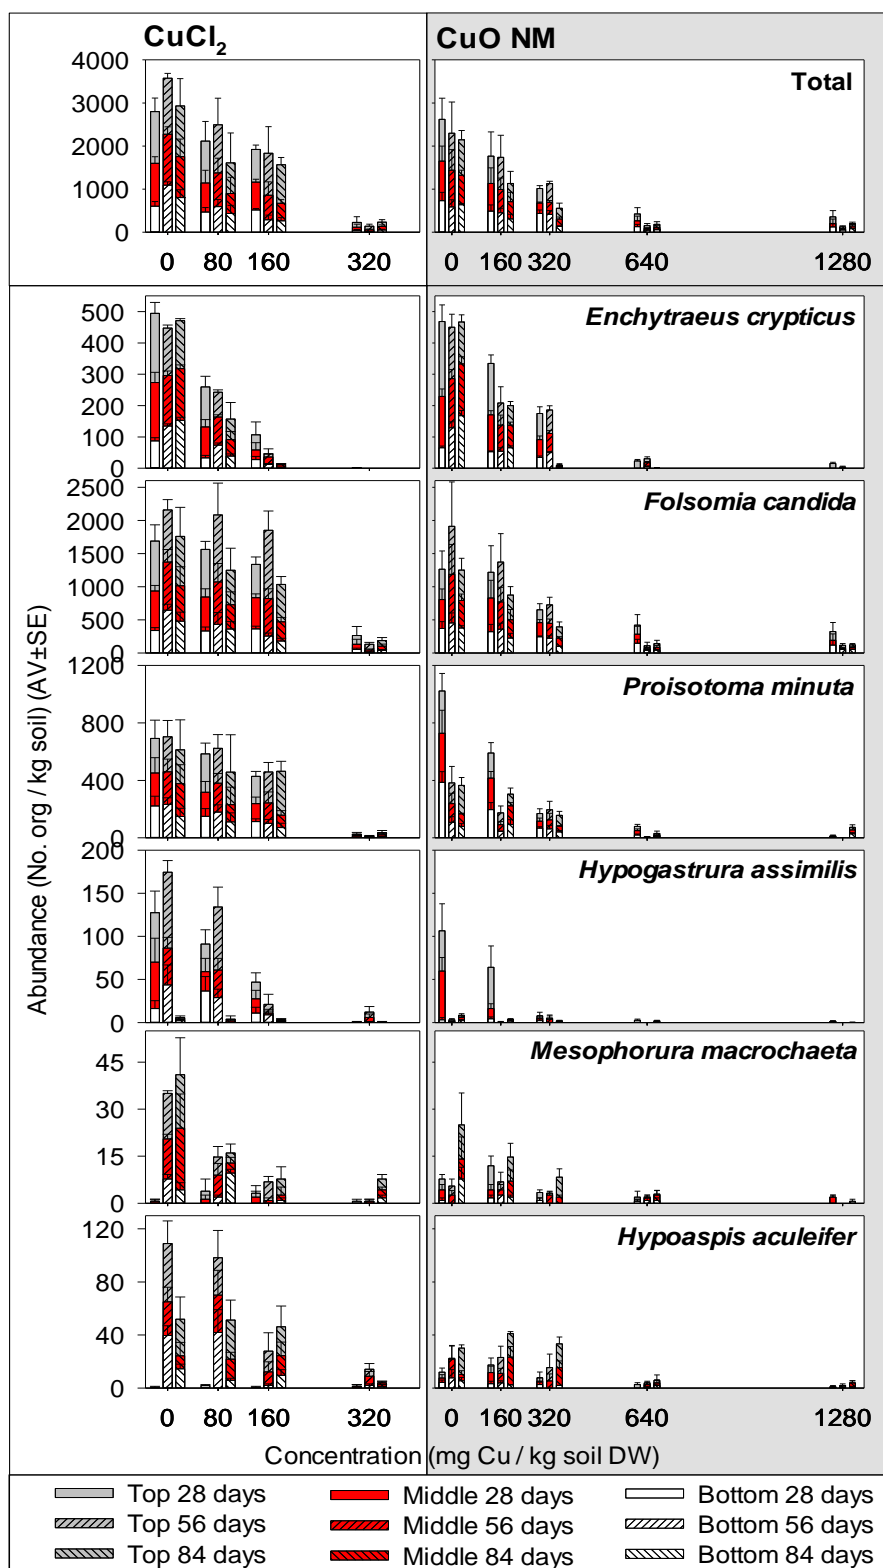 CuCl2 CuO NM
Total
4000
3000
2000
1000
0
0 80 160 320 0 160 320 640 1280
Enchytraeus crypticus
500
400
300
200
100
0
Folsomia candida
2500
2000
1500
1000
500
0
Proisotoma minuta
1200
800
400
0
Hypogastrura assimilis
200
150
100
50
0
Mesophorura macrochaeta
45
30
15
0
Hypoaspis aculeifer
120
80
40
0
0 80 160 320 0 160 320 640 1280
Abundance (No. org / kg soil) (AV±SE)
Concentration (mg Cu / kg soil DW)
Top 28 days Middle 28 days Bottom 28 days
Top 56 days Middle 56 days Bottom 56 days
Top 84 days Middle 84 days Bottom 84 days